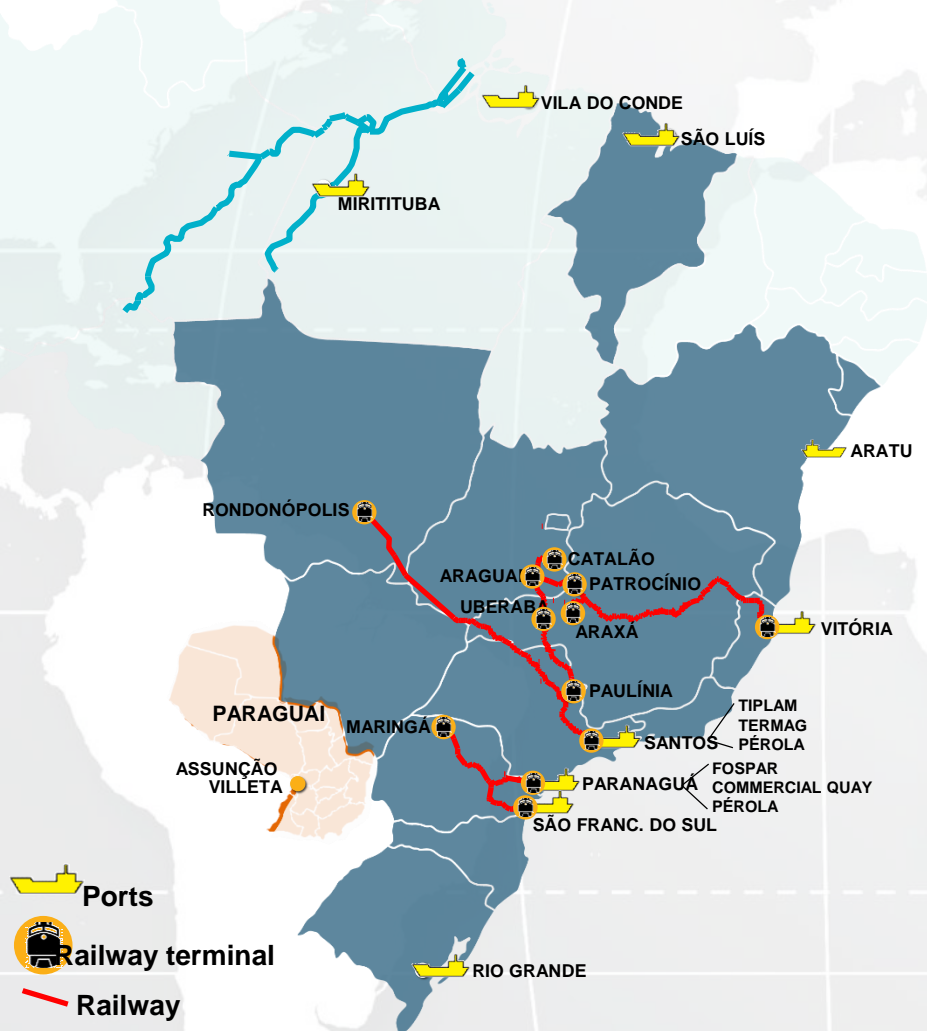 VILA DO CONDE
SÃO LUÍS
MIRITITUBA
ARATU
RONDONÓPOLIS
CATALÃO
ARAGUAI
PATROCÍNIO
UBERABA
ARAXÁ
VITÓRIA
PAULÍNIA
TIPLAM
PARAGUAI
MARINGÁ
TERMAG
SANTOS
PÉROLA
ASSUNÇÃO
VILLETA
FOSPAR
PARANAGUÁ
COMMERCIAL QUAY
PÉROLA
SÃO FRANC. DO SUL
Ports
Railway terminal
RIO GRANDE
Railway